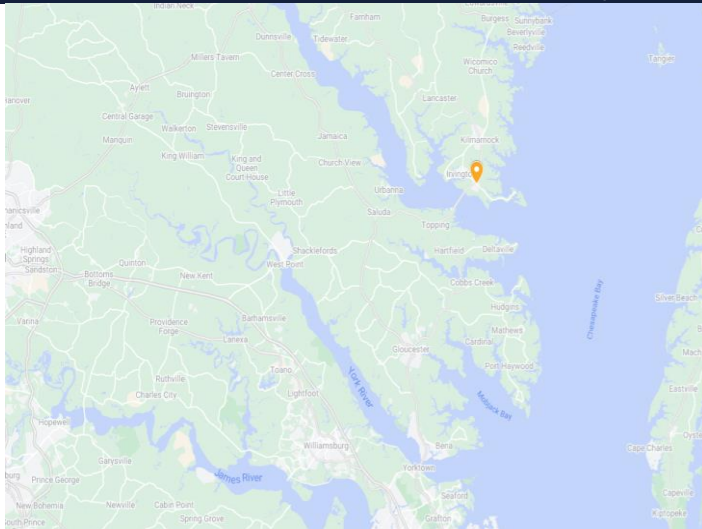 Indian Neck
Farnham
Burgess
Sunnybank
Dunnsville
Tidewater
Beverlyville
Reedville
Millers Tavern
Wicomico
Church
Tangier
Center Cross
Aylett
Bruington
Lancaster
Hanover
Central Garage
Walkerton
Stevensville
Jamaica
Kilmarnock
Manquin
King William
King and
Queen
Court House
Church View
Irvington
Little
Plymouth
Urbanna
Saluda
Topping
Highland
Springs
Sandston
Quinton
Shacklefords
Hartfield
Deltaville
Bottoms
Bridge
New Kent
West Point
Cobbs Creek
Chesapeake Bay
Silver Beach
Hudgins
Varina
Providence
Forge
Barhamsville
Lanexa
Mathews
Cardinal
Gloucester
Port Haywood
Toano
Ruthville
York River
Charles City
Lightfoot
Mobjack Bay
Eastville
Hopewell
Williamsburg
Bena
Cape Charles
Garysville
James River
Yorktown
Prince George
Seaford
Capeville
New Bohemia
Newville
Cabin Point
Spring Grove
Grafton
Kiptopeke